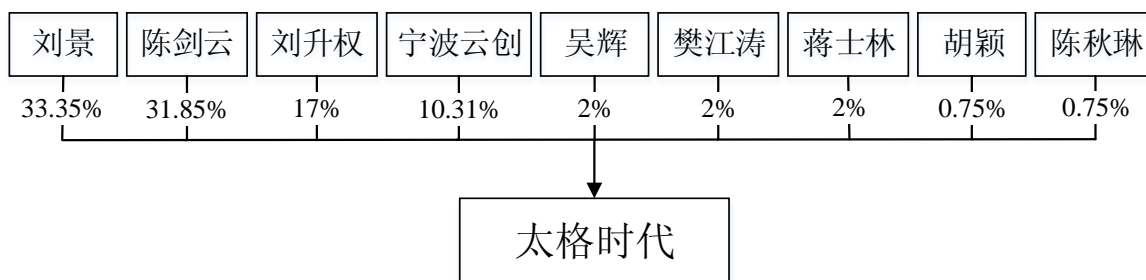 刘景 陈剑云 刘升权 宁波云创 吴辉 樊江涛 蒋士林 胡颖 陈秋琳
33.35% 31.85% 17% 10.31% 2% 2% 2% 0.75% 0.75%
太格时代